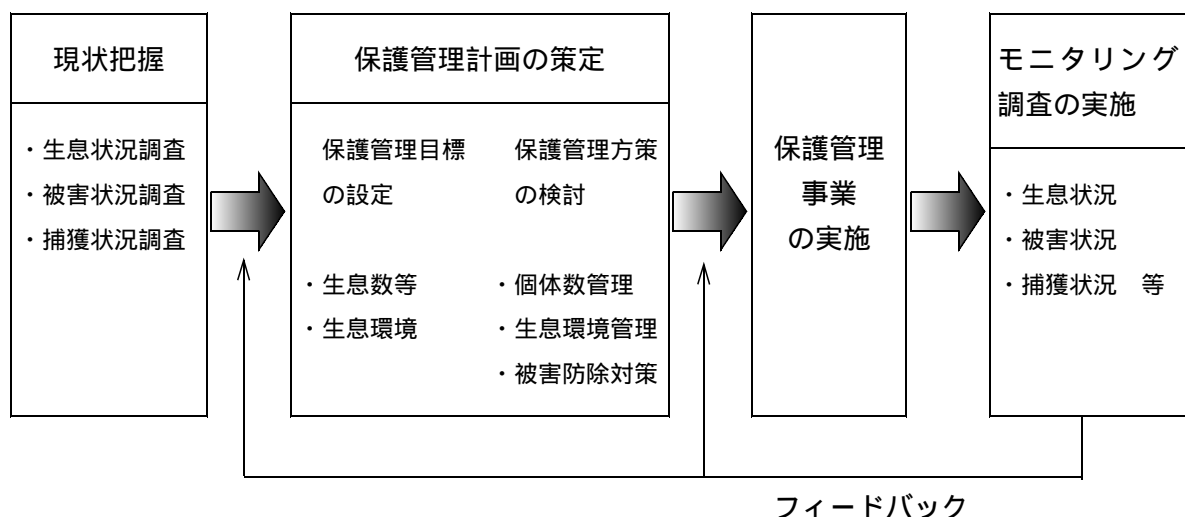 現状把握
・生息状況調査
・被害状況調査
・捕獲状況調査
保護管理計画の策定
保護管理目標
の設定
・生息数等
・生息環境
保護管理方策
の検討
・個体数管理
・生息環境管理
・被害防除対策
保護管理
事業
の実施
モニタリング
調査の実施
・生息状況
・被害状況
・捕獲状況　等
フィードバック